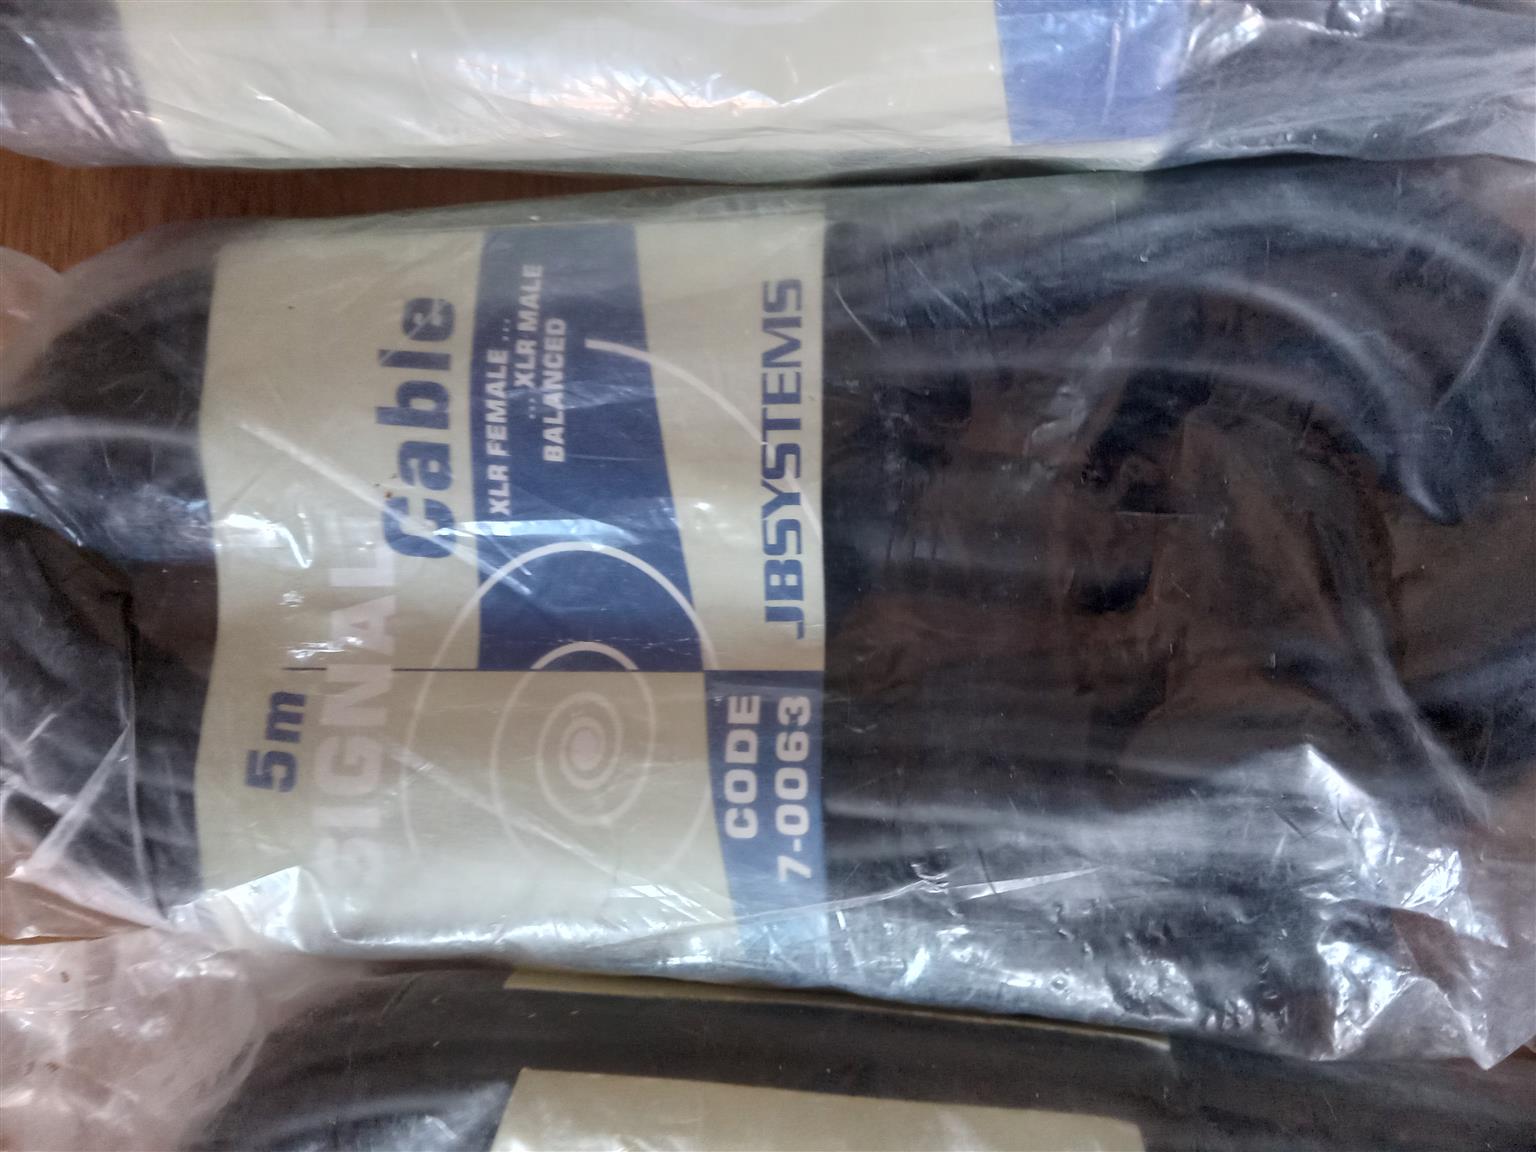 5m
SIGNAL
Cable
XLR FEMALE ...
... XLR MALE
BALANCED
JBSYSTEMS
CODE
7-0063